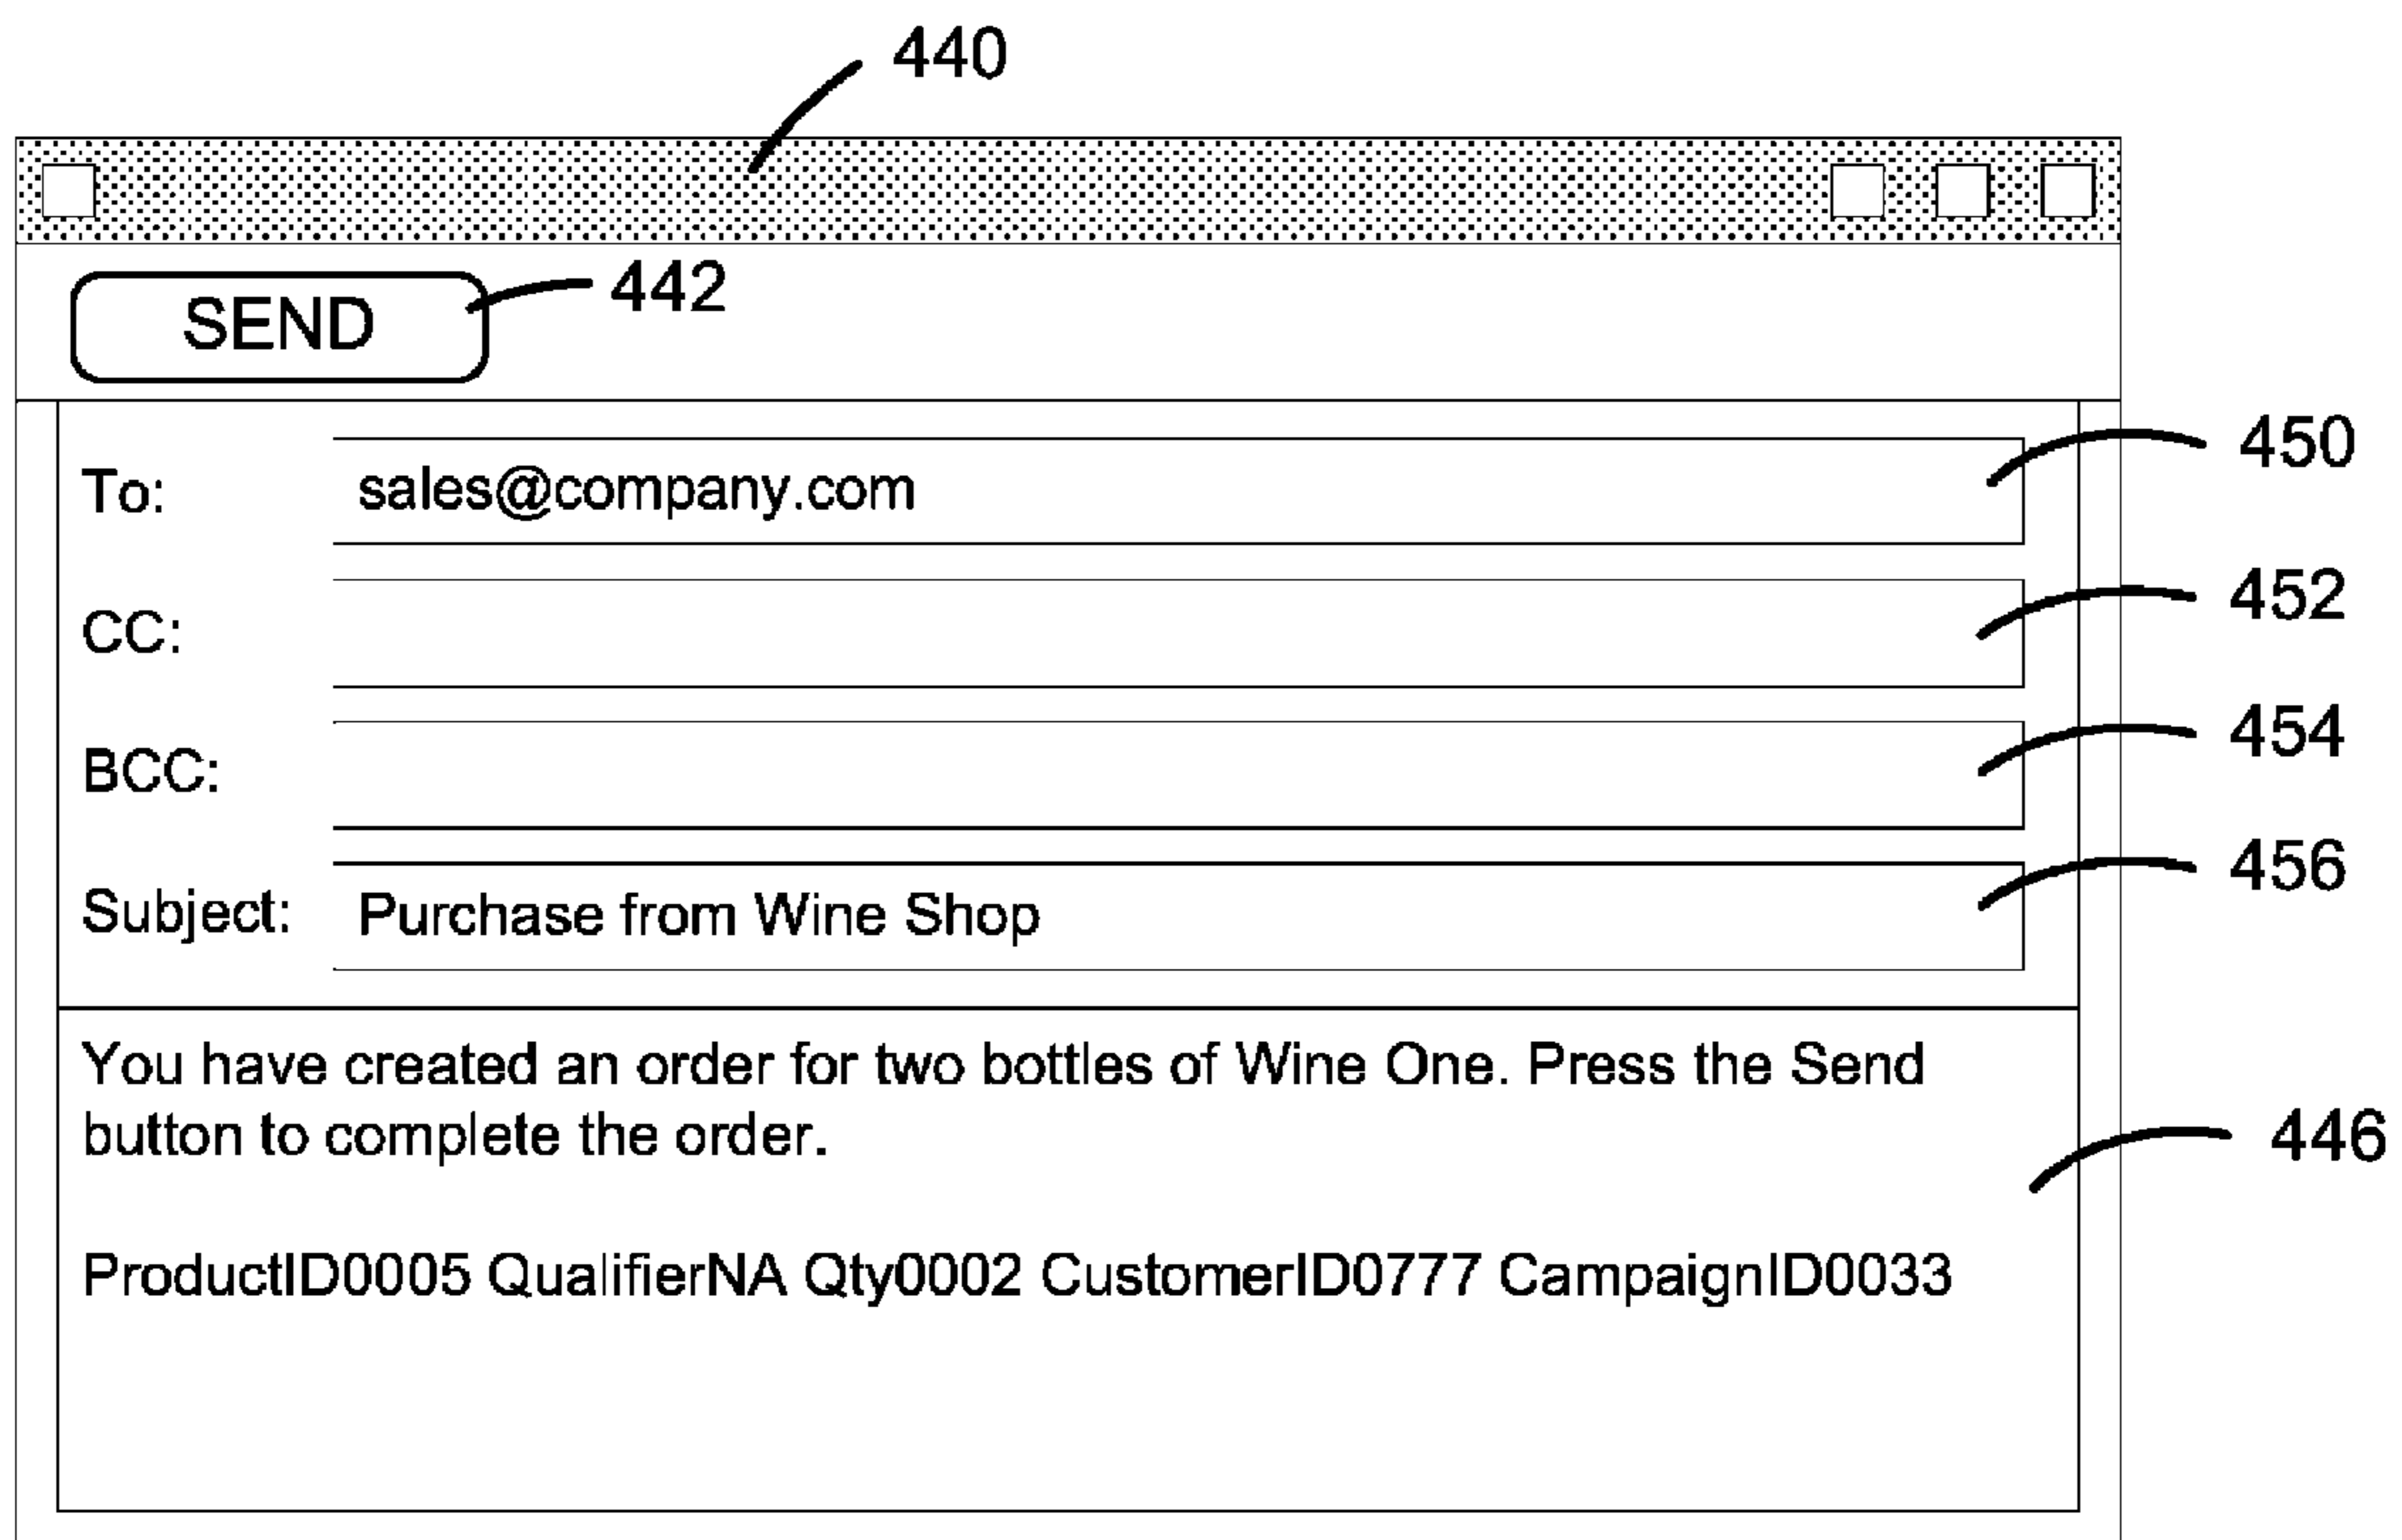 440
SEND
442
To: sales@company.com
450
CC:
452
BCC:
454
Subject: Purchase from Wine Shop
456
You have created an order for two bottles of Wine One. Press the Send
button to complete the order.
446
ProductID0005 QualifierNA Qty0002 CustomerID0777 CampaignID0033